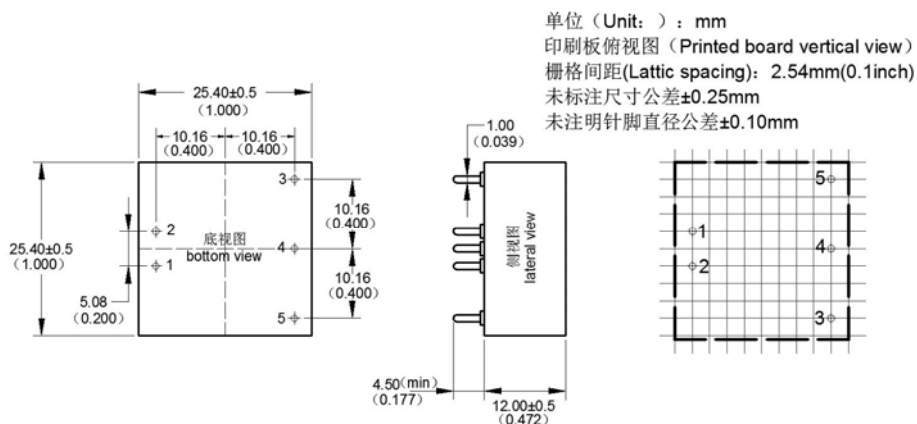 单位（Unit: ）: mm
印刷板俯视图（Printed board vertical view）
栅格间距(Lattic spacing): 2.54mm(0.1inch)
未标注尺寸公差±0.25mm
未注明针脚直径公差±0.10mm
25.40±0.5
(1.000)
10.16
(0.400)
10.16
(0.400)
25.40±0.5
(1.000)
5.08
(0.200)
3
2
1
4
5
底视图
bottom view
10.16
(0.400)
10.16
(0.400)
1.00
(0.039)
侧视图
lateral view
4.50(min)
(0.177)
12.00±0.5
(0.472)
5
1
4
2
3